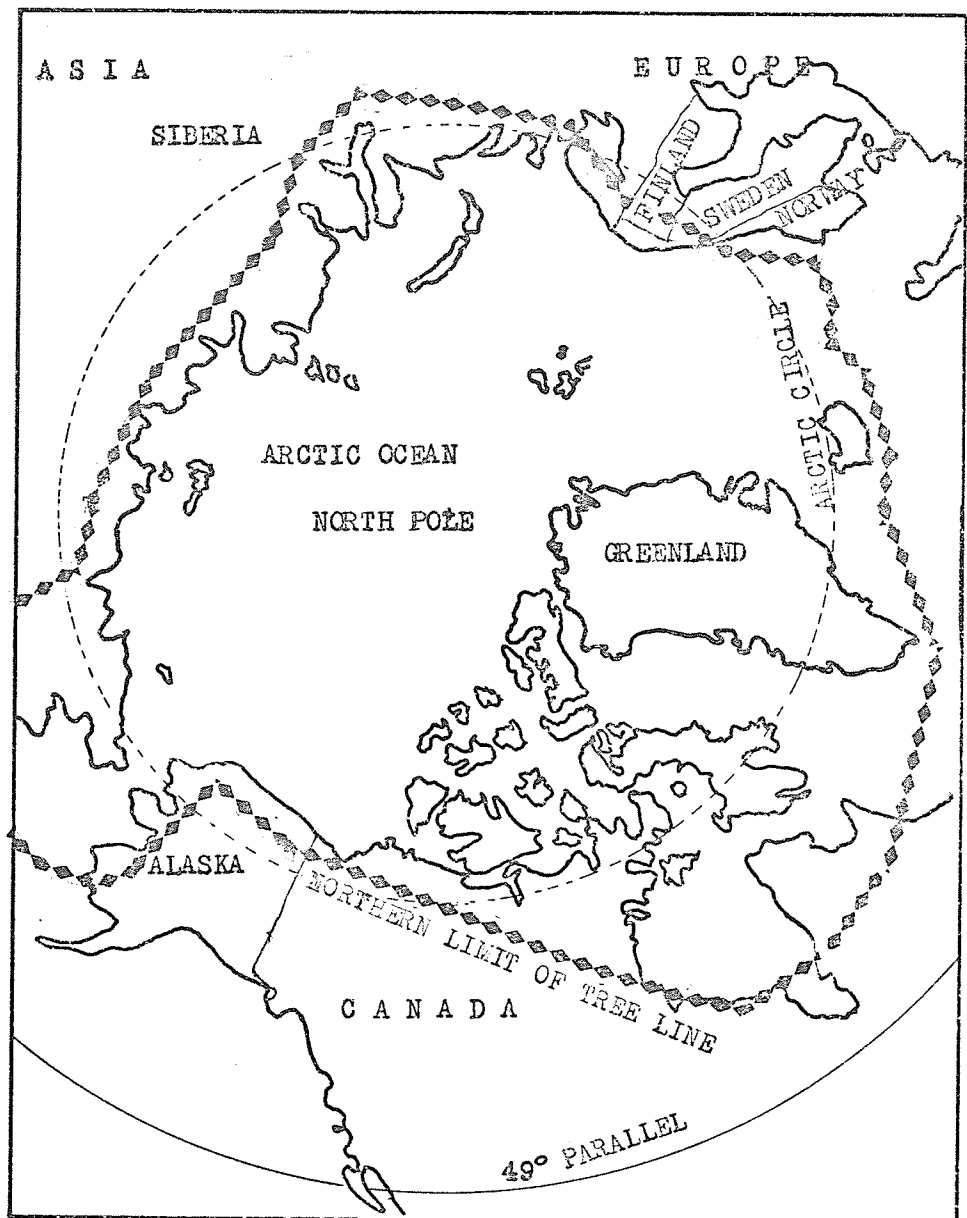 ASIA
EUROPE
SIBERIA
FINLAND
SWEDEN
NORWAY
ARCTIC CIRCLE
ARCTIC OCEAN
NORTH POLE
GREENLAND
ALASKA
NORTHERN LIMIT OF TREE LINE
CANADA
49° PARALLEL